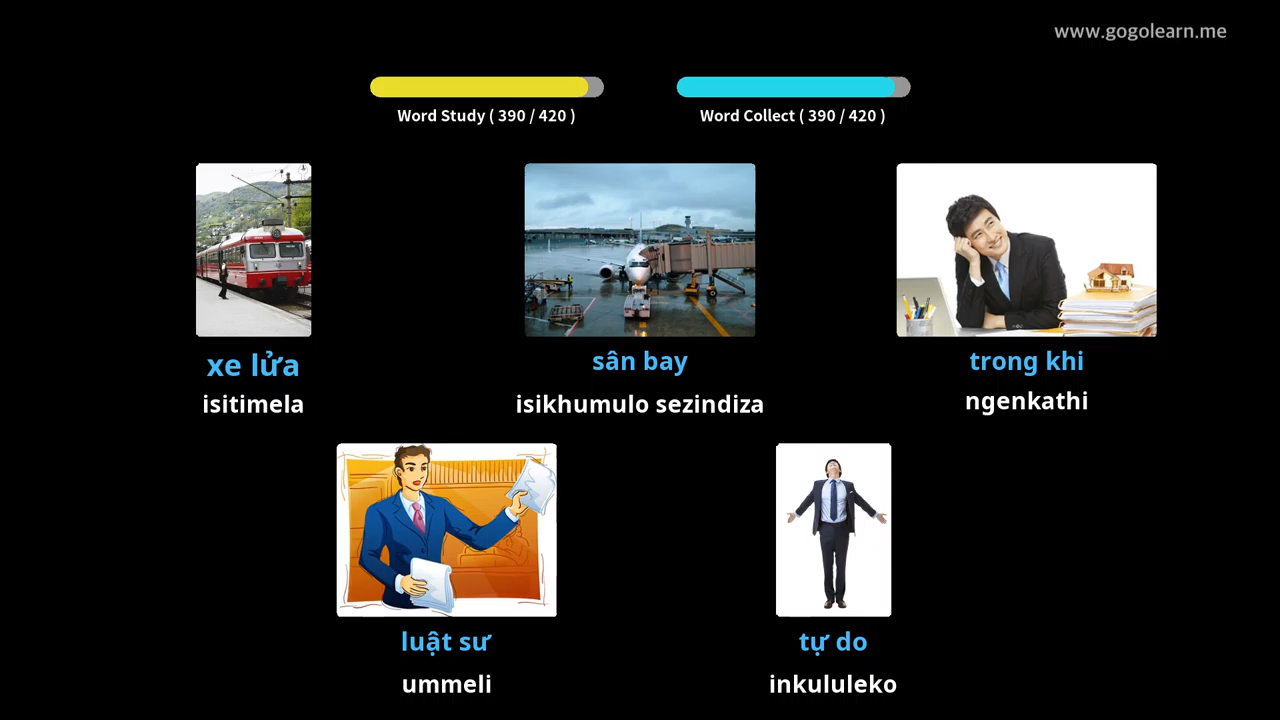 www.gogolearn.me
Word Study ( 390 / 420 )
Word Collect ( 390 / 420 )
xe lửa
isitimela
sân bay
isikhumulo sezindiza
trong khi
ngenkathi
luật sư
ummeli
tự do
inkululeko